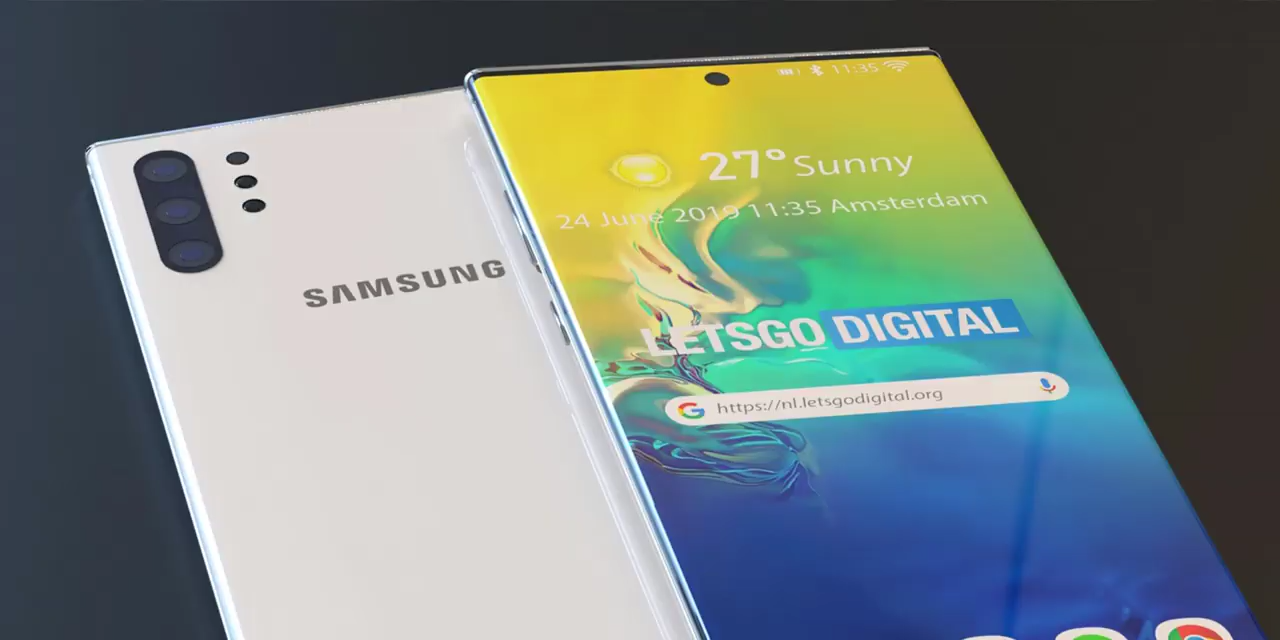 SAMSUNG
11:35
27° Sunny
24 June 2019 11:35 Amsterdam
LETSGO DIGITAL
https://nl.letsgodigital.org